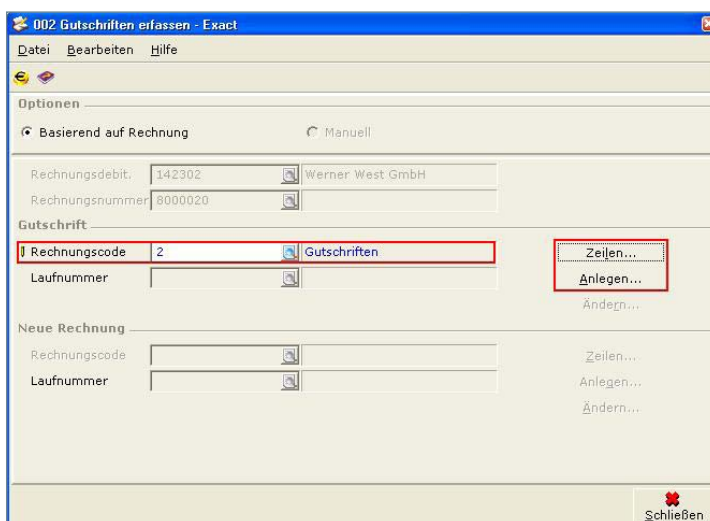 002 Gutschriften erfassen - Exact
Datei Bearbeiten Hilfe
Optionen
Basierend auf Rechnung Manuell
Rechnungsdebit. 142302 Werner West GmbH
Rechnungsnummer 8000020
Gutschrift
Rechnungscode 2 Gutschriften Zeilen...
Laufnummer Anlegen...
Ändern...
Neue Rechnung
Rechnungscode Zeilen...
Laufnummer Anlegen...
Ändern...
Schließen